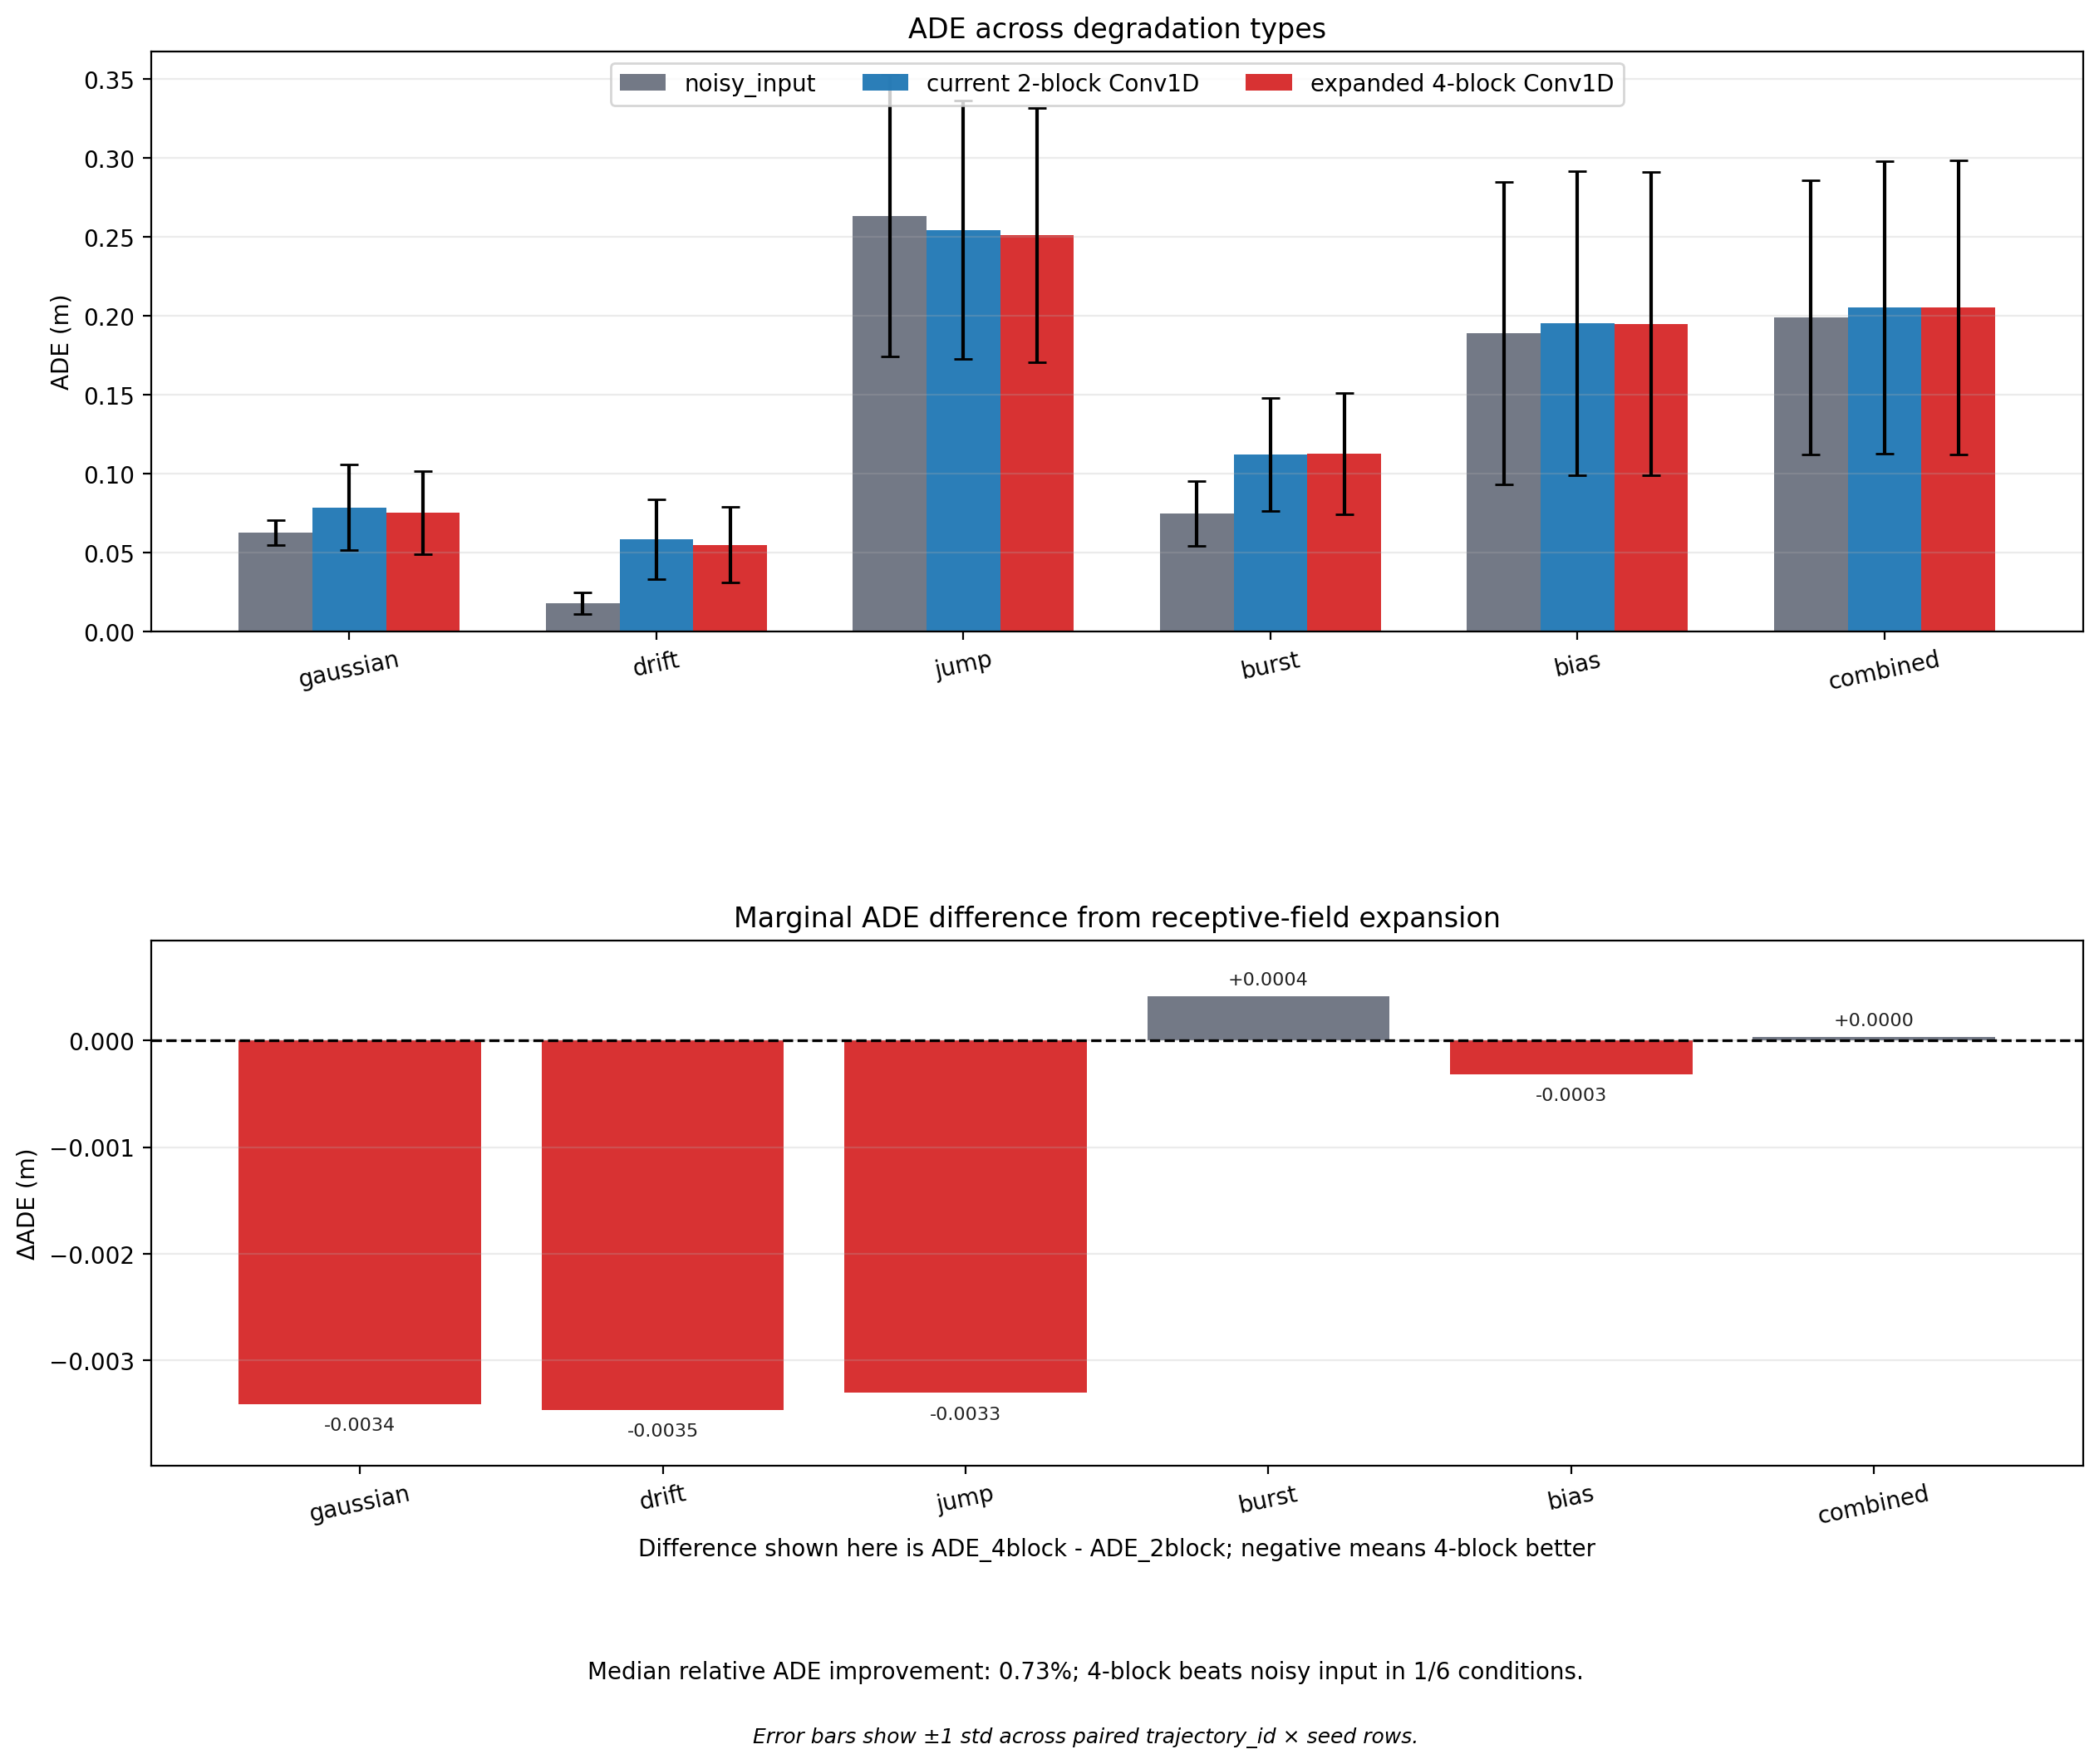 ADE across degradation types
noisy_input
current 2-block Conv1D
expanded 4-block Conv1D
ADE (m)
0.35
0.30
0.25
0.20
0.15
0.10
0.05
0.00
gaussian
drift
jump
burst
bias
combined
Marginal ADE difference from receptive-field expansion
ΔADE (m)
0.000
−0.001
−0.002
−0.003
-0.0034
-0.0035
-0.0033
+0.0004
-0.0003
+0.0000
gaussian
drift
jump
burst
bias
combined
Difference shown here is ADE_4block - ADE_2block; negative means 4-block better
Median relative ADE improvement: 0.73%; 4-block beats noisy input in 1/6 conditions.
Error bars show ±1 std across paired trajectory_id × seed rows.